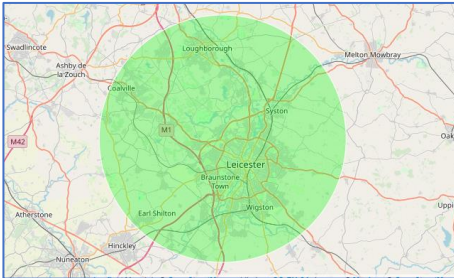 Loughborough
Swadlincote
Melton Mowbray
Ashby de
la Zouch
Coalville
Syston
M1
M42
Oak
Leicester
Braunstone
Town
Uppi
Wigston
Earl Shilton
Atherstone
Hinckley
Nuneaton